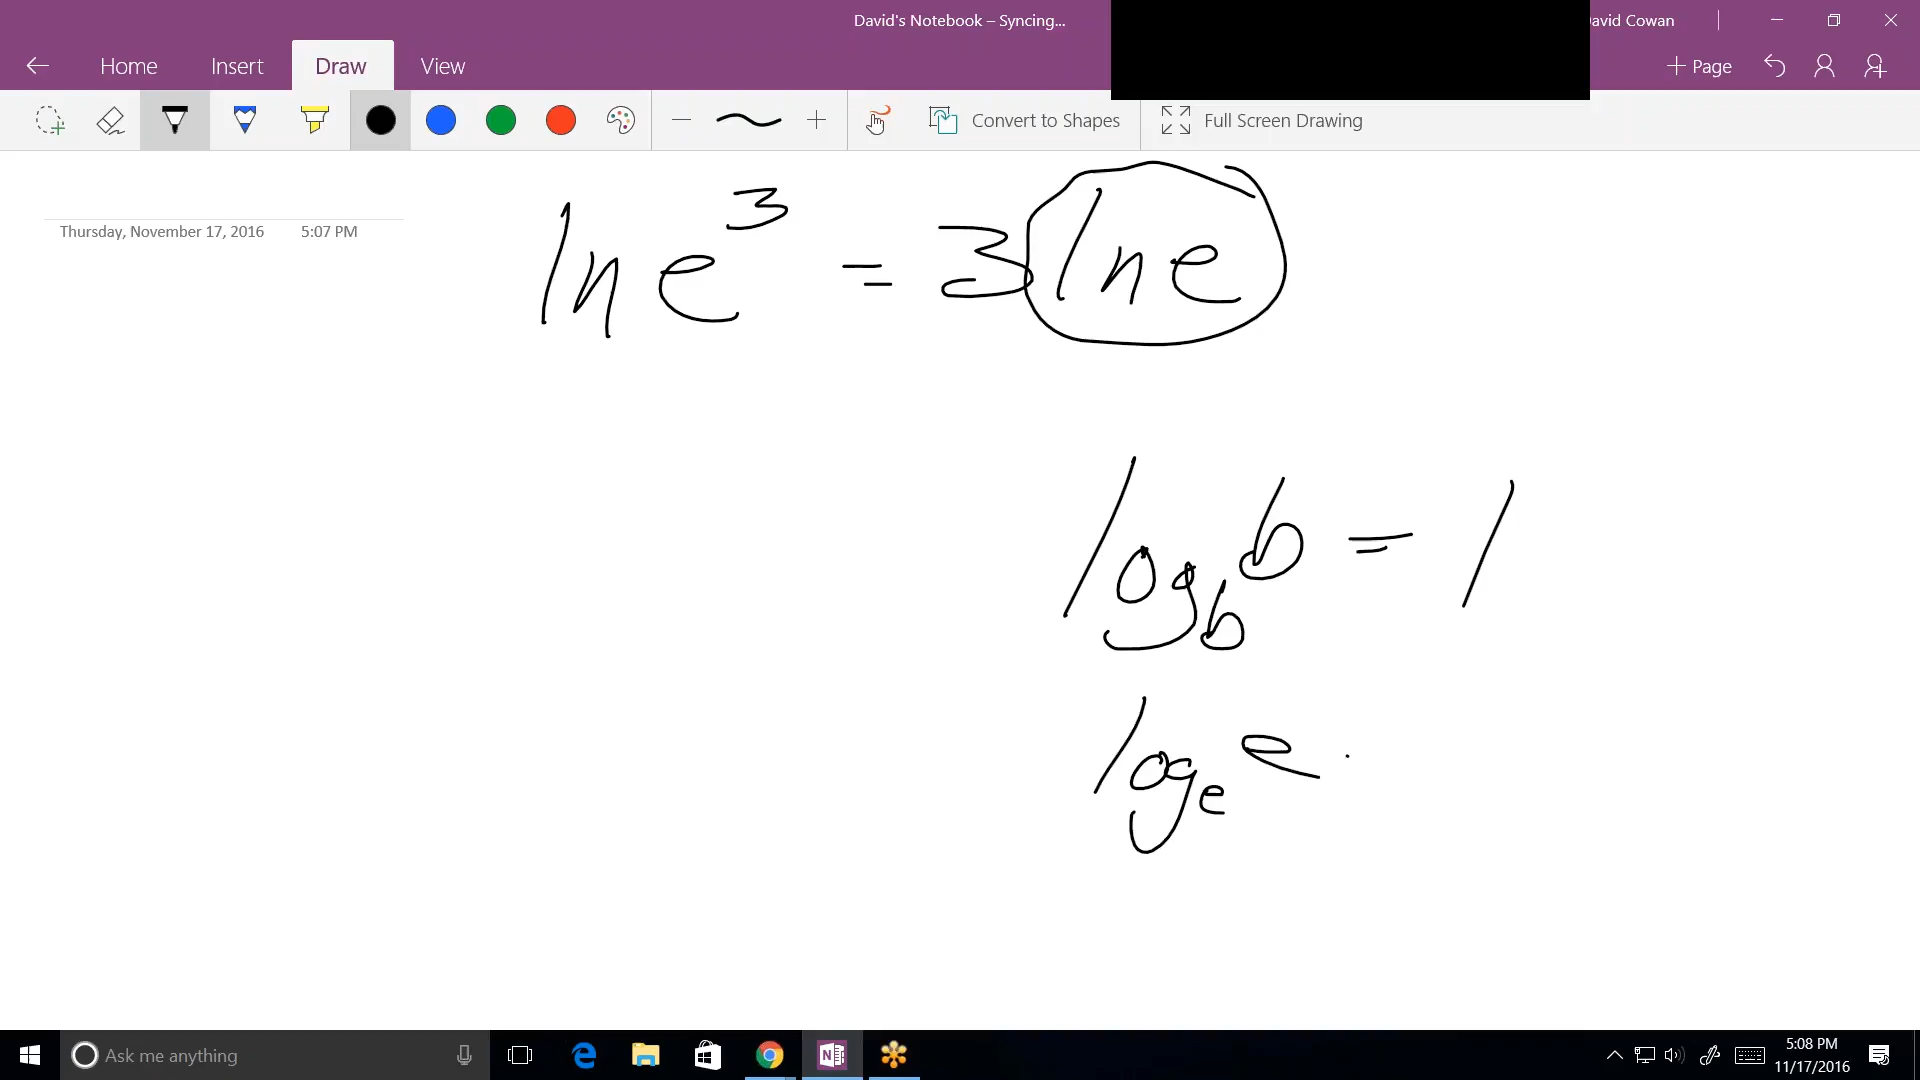 David's Notebook – Syncing...
avid Cowan
Home Insert Draw View
+ Page
Convert to Shapes
Full Screen Drawing
Thursday, November 17, 2016 5:07 PM
ln e³ = 3 ln e
log_b b = 1
log_e e
Ask me anything
5:08 PM
11/17/2016